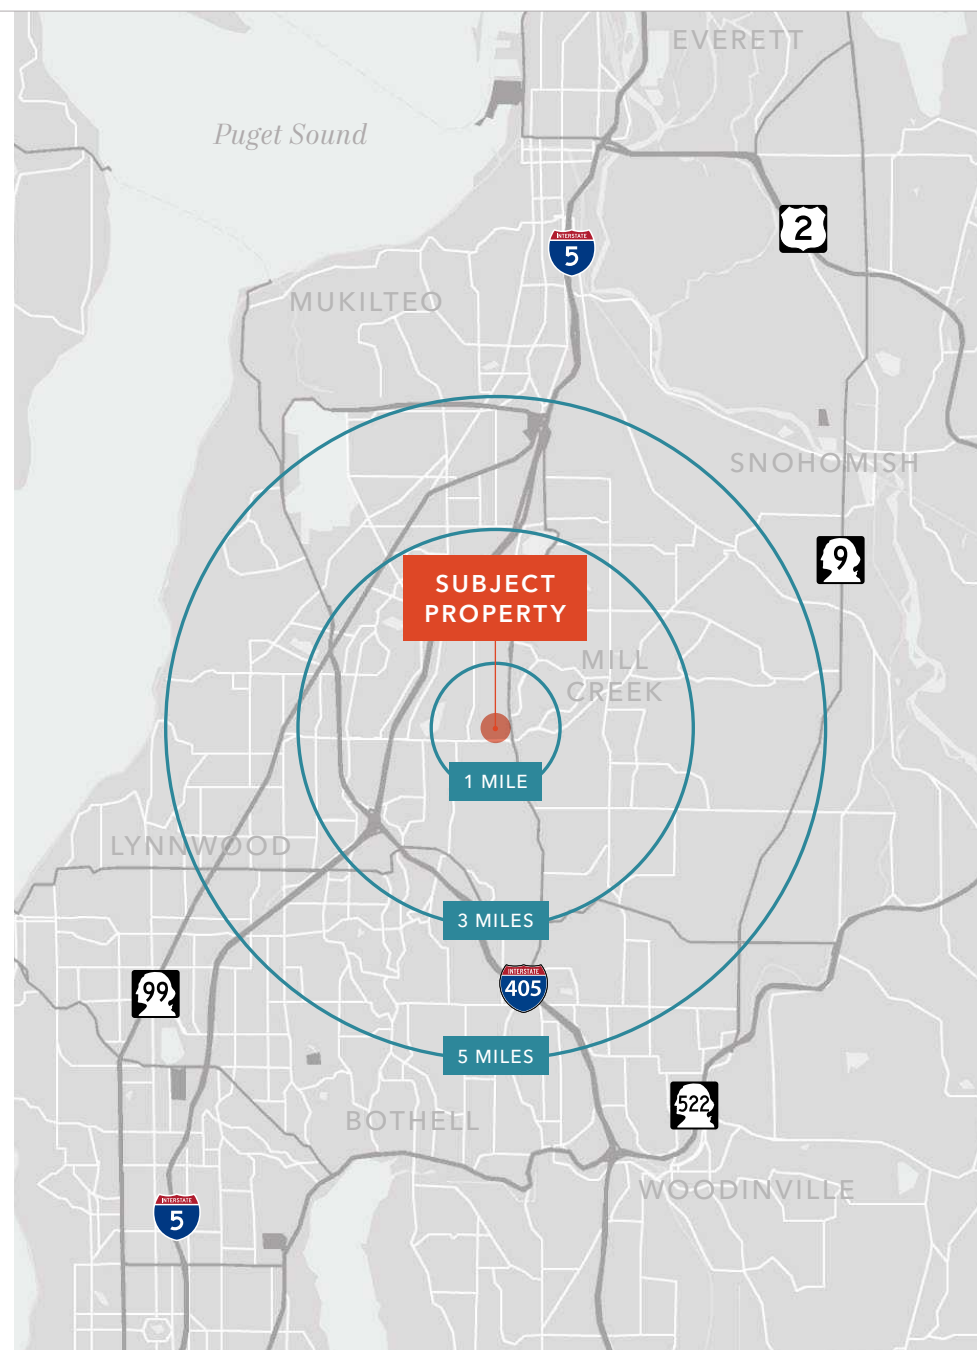 EVERETT
Puget Sound
2
INTERSTATE
5
MUKILTEO
SNOHOMISH
9
SUBJECT
PROPERTY
MILL
CREEK
1 MILE
LYNNWOOD
3 MILES
INTERSTATE
405
99
5 MILES
522
BOTHELL
WOODINVILLE
INTERSTATE
5